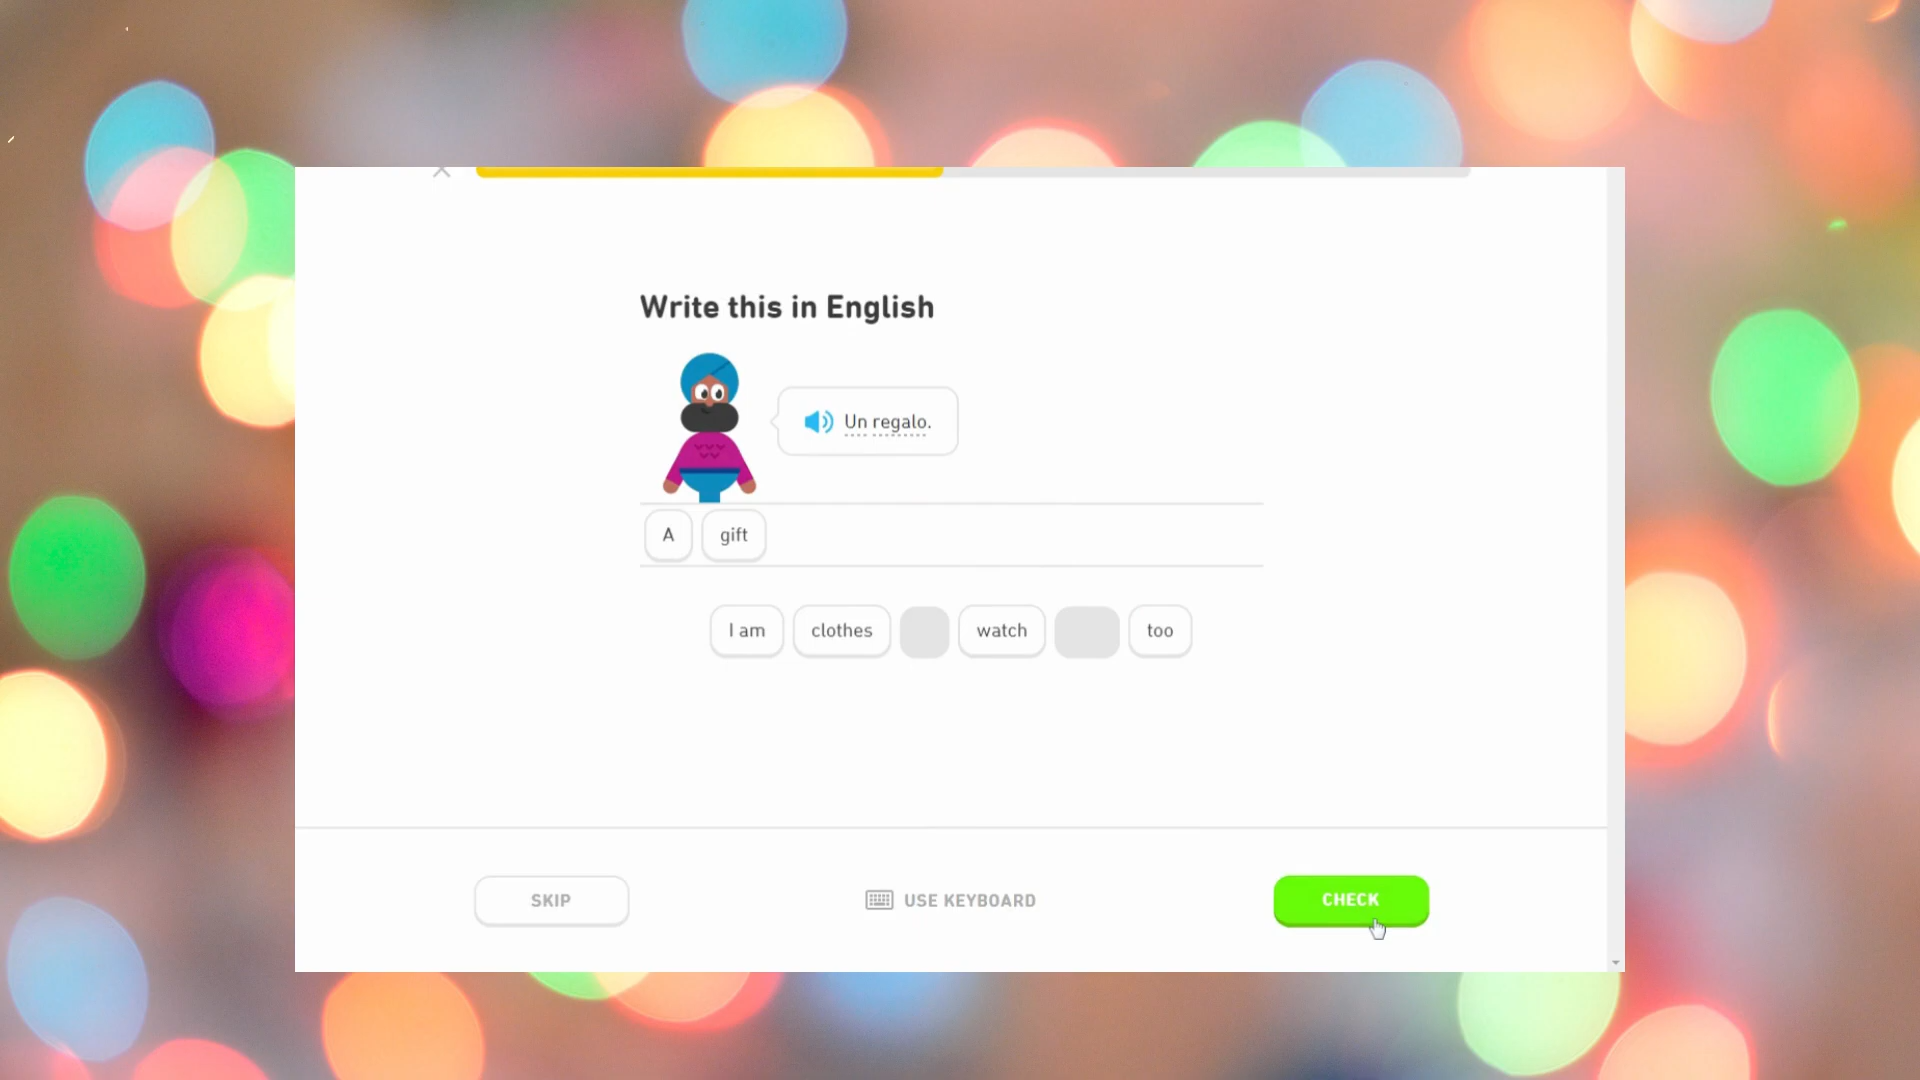 Write this in English
Un regalo.
A gift
I am clothes watch too
SKIP USE KEYBOARD CHECK